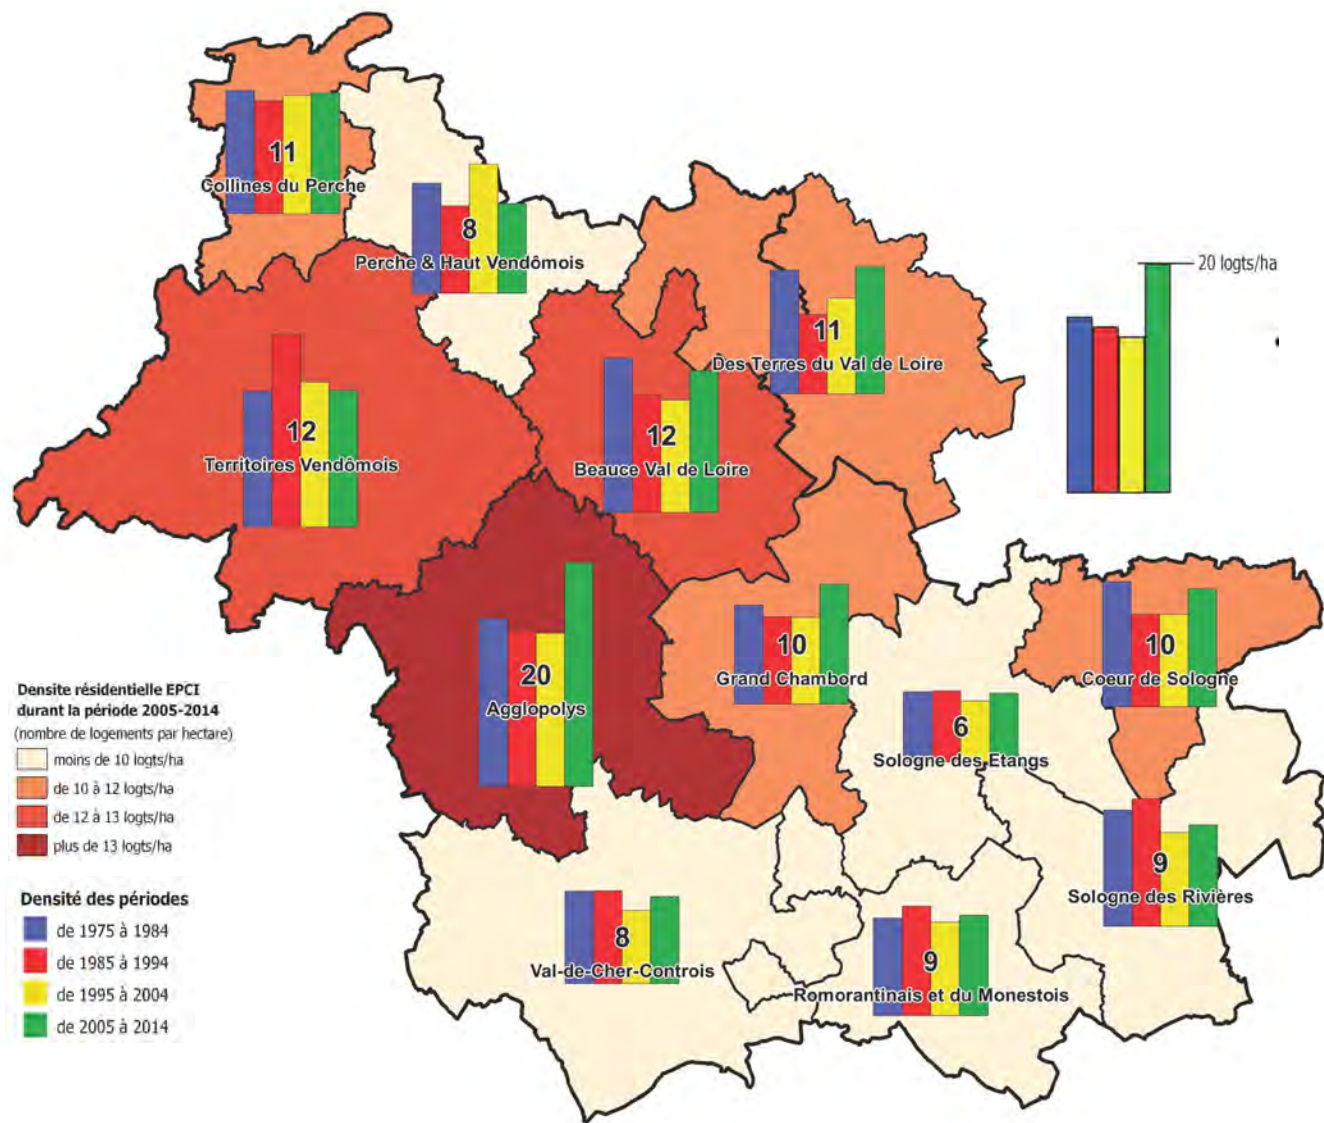 11
Collines du Perche
8
Perche & Haut Vendômois
20 logts/ha
11
Des Terres du Val de Loire
12
Territoires Vendômois
12
Beauce Val de Loire
20
Agglopolys
10
Grand Chambord
10
Coeur de Sologne
6
Sologne des Etangs
9
Sologne des Rivières
8
Val-de-Cher-Controis
9
Romorantinais et du Monestois
Densite résidentielle EPCI
durant la période 2005-2014
(nombre de logements par hectare)
moins de 10 logts/ha
de 10 à 12 logts/ha
de 12 à 13 logts/ha
plus de 13 logts/ha
Densité des périodes
de 1975 à 1984
de 1985 à 1994
de 1995 à 2004
de 2005 à 2014